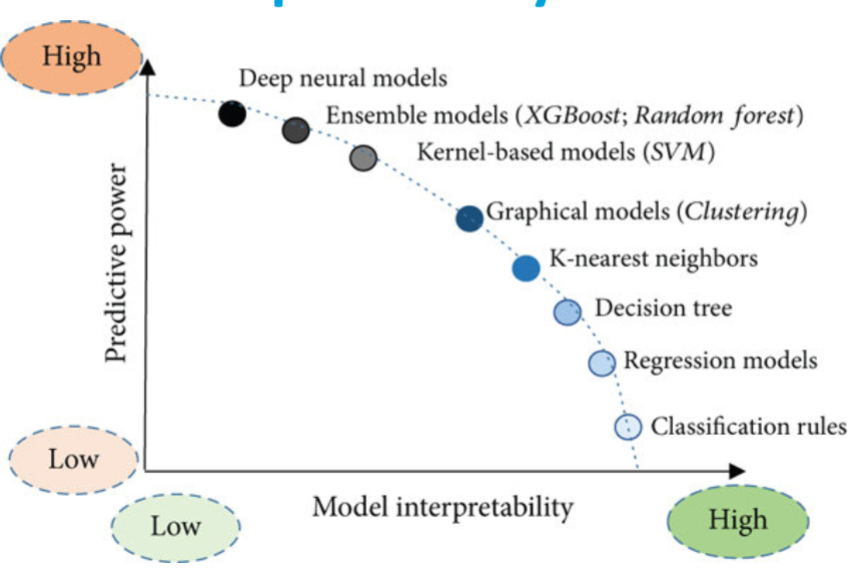 High
Deep neural models
Ensemble models (XGBoost; Random forest)
Kernel-based models (SVM)
Graphical models (Clustering)
K-nearest neighbors
Decision tree
Regression models
Classification rules
Predictive power
Low
Model interpretability
Low
High